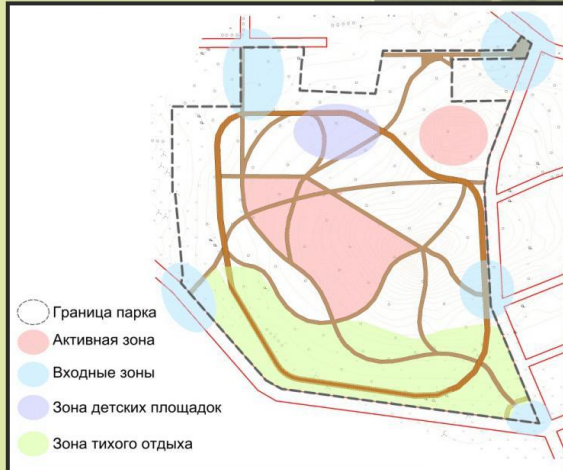 Граница парка
Активная зона
Входные зоны
Зона детских площадок
Зона тихого отдыха